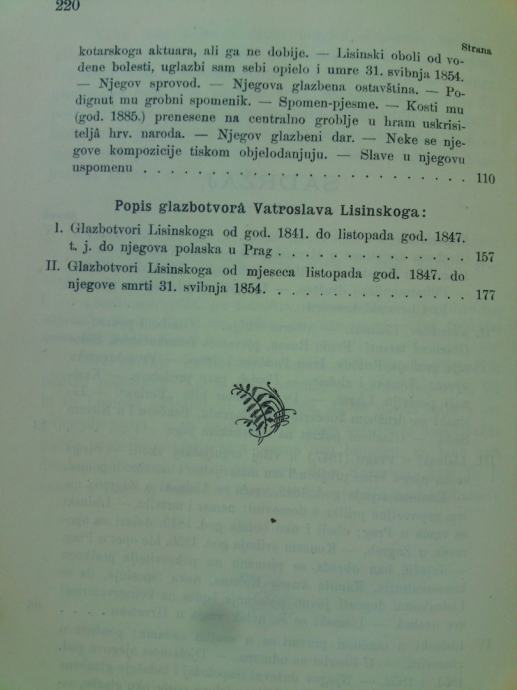 220
Strana
kotarskoga aktuara, ali ga ne dobije. — Lisinski oboli od vo-
dene bolesti, uglazbi sam sebi opielo i umre 31. svibnja 1854.
— Njegov sprovod. — Njegova glazbena ostavština. — Po-
dignut mu grobni spomenik. — Spomen-pjesme. — Kosti mu
(god. 1885.) prenesene na centralno groblje u hram uskrisi-
teljâ hrv. naroda. — Njegov glazbeni dar. — Neke se nje-
gove kompozicije tiskom objelodanjuju. — Slave u njegovu
uspomenu . . . . . . . . . . . . . . . . . . . . . . 110
Popis glazbotvorâ Vatroslava Lisinskoga:
I. Glazbotvori Lisinskoga od god. 1841. do listopada god. 1847.
t. j. do njegova polaska u Prag . . . . . . . . . . . . . 157
II. Glazbotvori Lisinskoga od mjeseca listopada god. 1847. do
njegove smrti 31. svibnja 1854. . . . . . . . . . . . . . 177